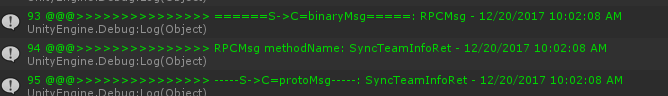 93 @@@>>>>>>>>>>>>>>> ======S->C=binaryMsg=====: RPCMsg - 12/20/2017 10:02:08 AM
UnityEngine.Debug:Log(Object)
94 @@@>>>>>>>>>>>>>>> RPCMsg methodName: SyncTeamInfoRet - 12/20/2017 10:02:08 AM
UnityEngine.Debug:Log(Object)
95 @@@>>>>>>>>>>>>>>> -----S->C=protoMsg-----: SyncTeamInfoRet - 12/20/2017 10:02:08 AM
UnityEngine.Debug:Log(Object)